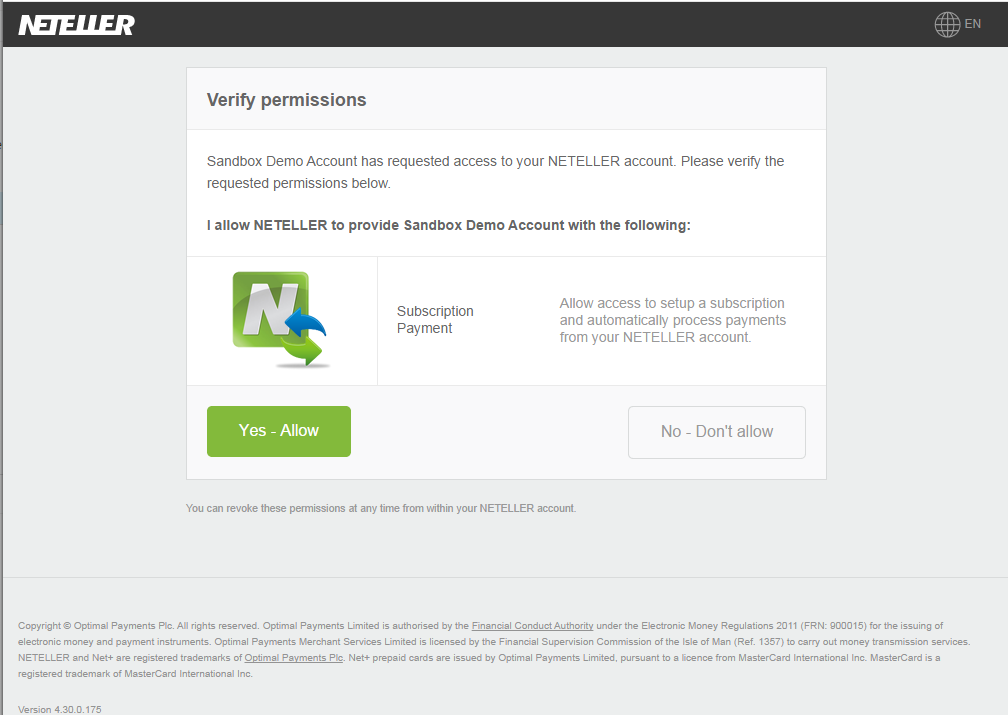 NETELLER
EN
Verify permissions
Sandbox Demo Account has requested access to your NETELLER account. Please verify the
requested permissions below.
I allow NETELLER to provide Sandbox Demo Account with the following:
N
Subscription
Payment
Allow access to setup a subscription
and automatically process payments
from your NETELLER account.
Yes - Allow
No - Don't allow
You can revoke these permissions at any time from within your NETELLER account.
Copyright © Optimal Payments Plc. All rights reserved. Optimal Payments Limited is authorised by the Financial Conduct Authority under the Electronic Money Regulations 2011 (FRN: 900015) for the issuing of
electronic money and payment instruments. Optimal Payments Merchant Services Limited is licensed by the Financial Supervision Commission of the Isle of Man (Ref. 1357) to carry out money transmission services.
NETELLER and Net+ are registered trademarks of Optimal Payments Plc. Net+ prepaid cards are issued by Optimal Payments Limited, pursuant to a licence from MasterCard International Inc. MasterCard is a
registered trademark of MasterCard International Inc.
Version 4.30.0.175